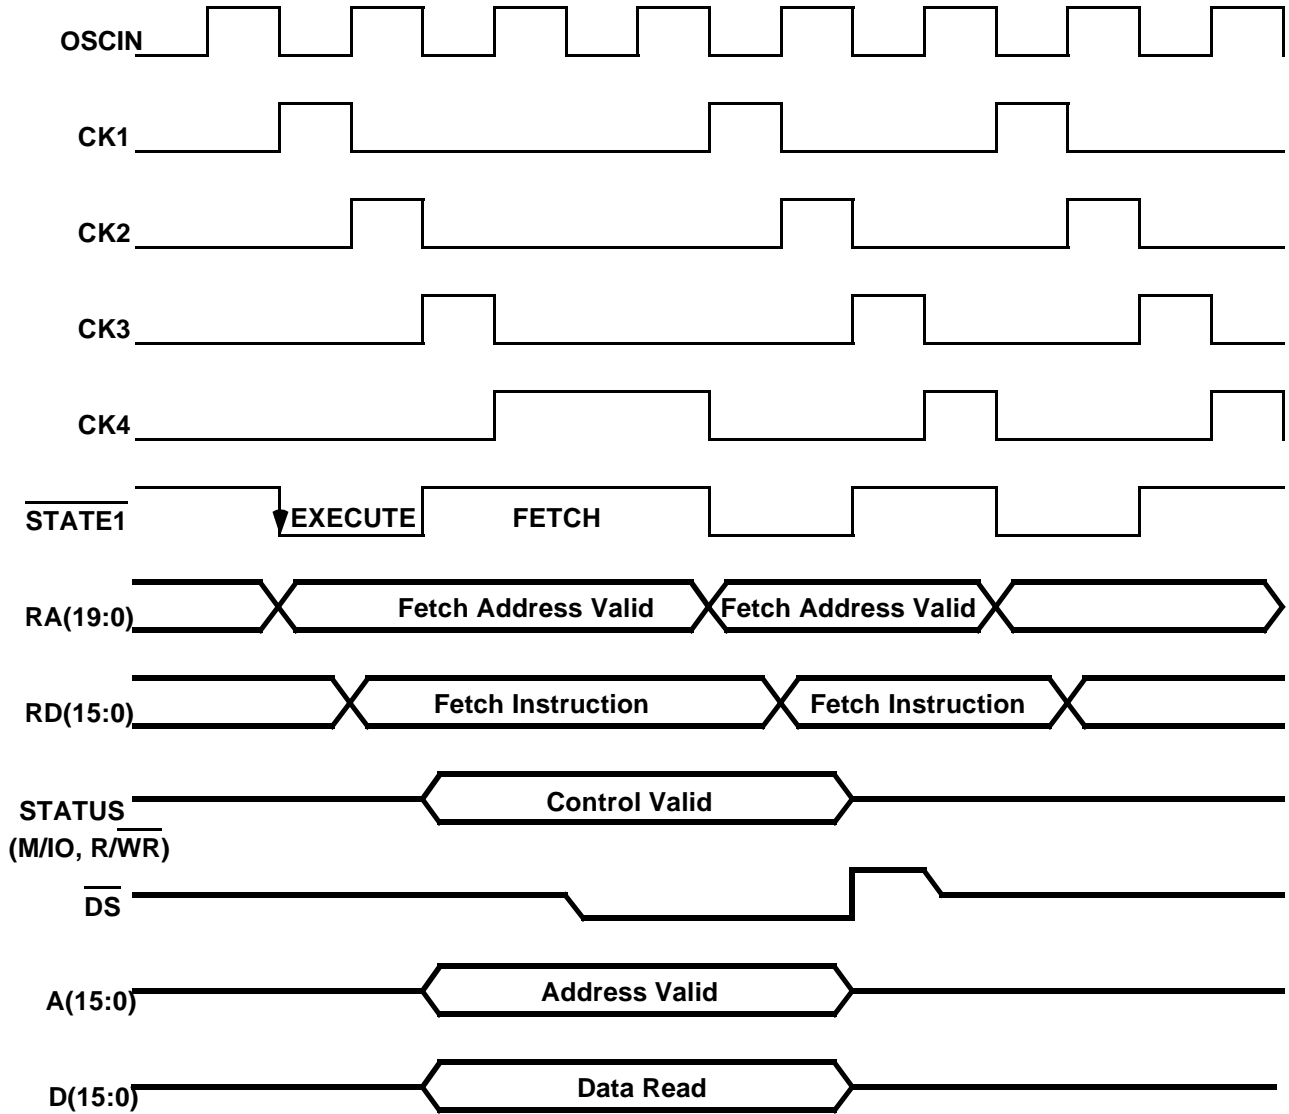 OSCIN
CK1
CK2
CK3
CK4
STATE1 EXECUTE FETCH
RA(19:0) Fetch Address Valid Fetch Address Valid
RD(15:0) Fetch Instruction Fetch Instruction
STATUS Control Valid
(M/IO, R/WR)
DS
A(15:0) Address Valid
D(15:0) Data Read